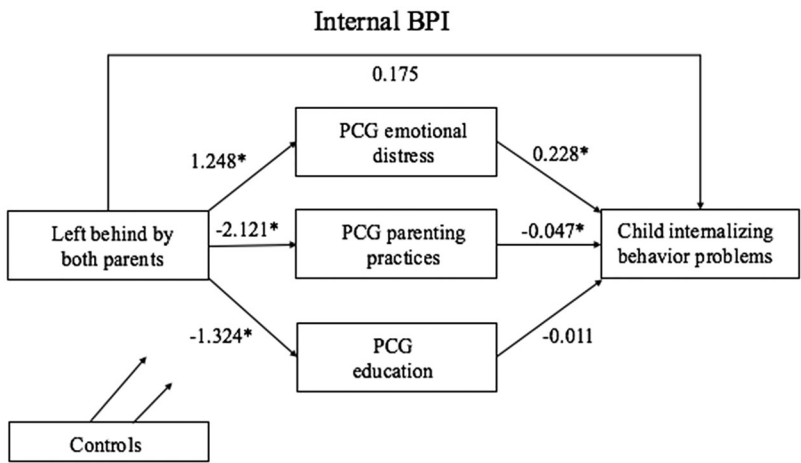 Internal BPI
0.175
PCG emotional
distress
1.248*
0.228*
Left behind by
both parents
-2.121*
PCG parenting
practices
-0.047*
Child internalizing
behavior problems
-1.324*
PCG
education
-0.011
Controls